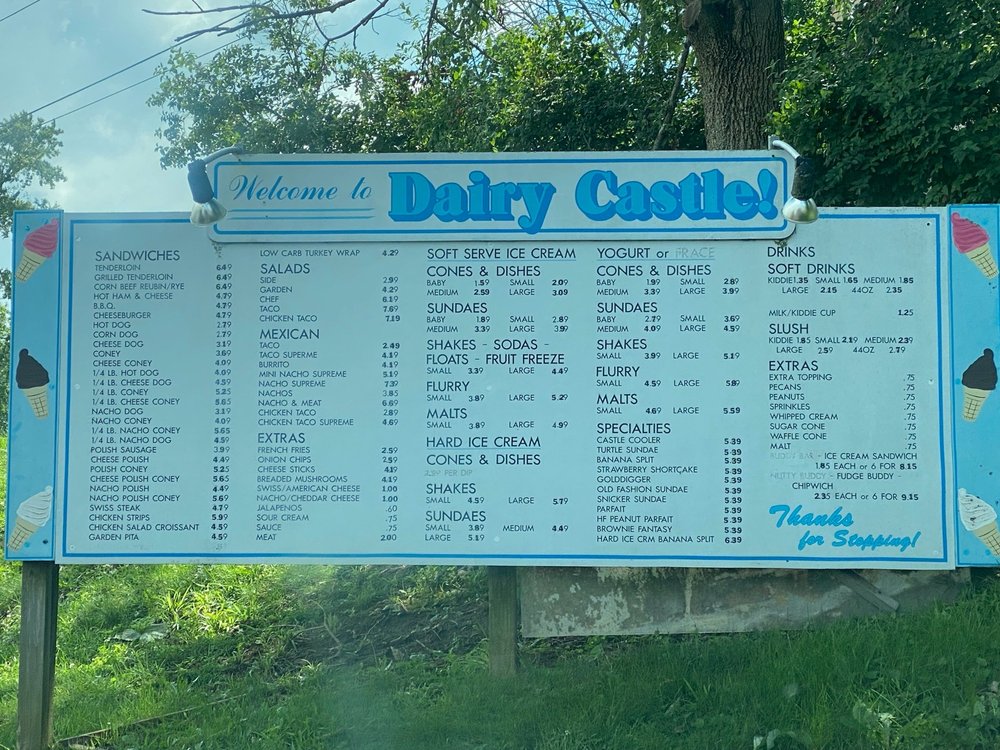 Welcome to Dairy Castle!
SANDWICHES
TENDERLOIN 6.49
GRILLED TENDERLOIN 6.49
CORN BEEF REUBIN/RYE 6.49
HOT HAM & CHEESE 4.79
B.B.Q. 4.79
CHEESEBURGER 4.79
HOT DOG 2.79
CORN DOG 2.79
CHEESE DOG 3.19
CONEY 3.69
CHEESE CONEY 4.09
1/4 LB. HOT DOG 4.09
1/4 LB. CHEESE DOG 4.59
1/4 LB. CONEY 5.25
1/4 LB. CHEESE CONEY 5.65
NACHO DOG 3.19
NACHO CONEY 4.09
1/4 LB. NACHO CONEY 5.65
1/4 LB. NACHO DOG 4.59
POLISH SAUSAGE 3.99
CHEESE POLISH 4.49
POLISH CONEY 5.25
CHEESE POLISH CONEY 5.65
NACHO POLISH 4.49
NACHO POLISH CONEY 5.69
SWISS STEAK 4.79
CHICKEN STRIPS 5.99
CHICKEN SALAD CROISSANT 4.59
GARDEN PITA 4.59
LOW CARB TURKEY WRAP 4.29
SALADS
SIDE 2.99
GARDEN 4.29
CHEF 6.19
TACO 7.69
CHICKEN TACO 7.19
MEXICAN
TACO 2.49
TACO SUPERME 4.19
BURRITO 4.19
MINI NACHO SUPREME 5.19
NACHO SUPREME 7.39
NACHOS 3.85
NACHO & MEAT 6.69
CHICKEN TACO 2.89
CHICKEN TACO SUPREME 4.69
EXTRAS
FRENCH FRIES 2.59
ONION CHIPS 2.59
CHEESE STICKS 4.19
BREADED MUSHROOMS 4.19
SWISS/AMERICAN CHEESE 1.00
NACHO/CHEDDAR CHEESE 1.00
JALAPENOS .60
SOUR CREAM .75
SAUCE .75
MEAT 2.00
SOFT SERVE ICE CREAM
CONES & DISHES
BABY 1.59 SMALL 2.09
MEDIUM 2.59 LARGE 3.09
SUNDAES
BABY 1.89 SMALL 2.89
MEDIUM 3.39 LARGE 3.99
SHAKES - SODAS -
FLOATS - FRUIT FREEZE
SMALL 3.39 LARGE 4.49
FLURRY
SMALL 3.89 LARGE 5.29
MALTS
SMALL 3.89 LARGE 4.99
HARD ICE CREAM
CONES & DISHES
PER DIP
SHAKES
SMALL 4.59 LARGE 5.79
SUNDAES
SMALL 3.89 MEDIUM 4.49
LARGE 5.19
YOGURT or
CONES & DISHES
BABY 1.99 SMALL 2.89
MEDIUM 3.39 LARGE 3.99
SUNDAES
BABY 2.79 SMALL 3.69
MEDIUM 4.09 LARGE 4.59
SHAKES
SMALL 3.99 LARGE 5.19
FLURRY
SMALL 4.59 LARGE 5.89
MALTS
SMALL 4.69 LARGE 5.59
SPECIALTIES
CASTLE COOLER 5.39
TURTLE SUNDAE 5.39
BANANA SPLIT 5.39
STRAWBERRY SHORTCAKE 5.39
GOLDDIGGER 5.39
OLD FASHION SUNDAE 5.39
SNICKER SUNDAE 5.39
PARFAIT 5.39
HF PEANUT PARFAIT 5.39
BROWNIE FANTASY 5.39
HARD ICE CRM BANANA SPLIT 6.39
DRINKS
SOFT DRINKS
KIDDIE 1.35 SMALL 1.65 MEDIUM 1.85
LARGE 2.15 44OZ 2.35
MILK/KIDDIE CUP 1.25
SLUSH
KIDDIE 1.85 SMALL 2.19 MEDIUM 2.39
LARGE 2.59 44OZ 2.79
EXTRAS
EXTRA TOPPING .75
PECANS .75
PEANUTS .75
SPRINKLES .75
WHIPPED CREAM .75
SUGAR CONE .75
WAFFLE CONE .75
MALT .75
BUDDY BAR - ICE CREAM SANDWICH
1.85 EACH or 6 FOR 8.15
NUTTY BUDDY - FUDGE BUDDY -
CHIPWICH
2.35 EACH or 6 FOR 9.15
Thanks
for Stopping!